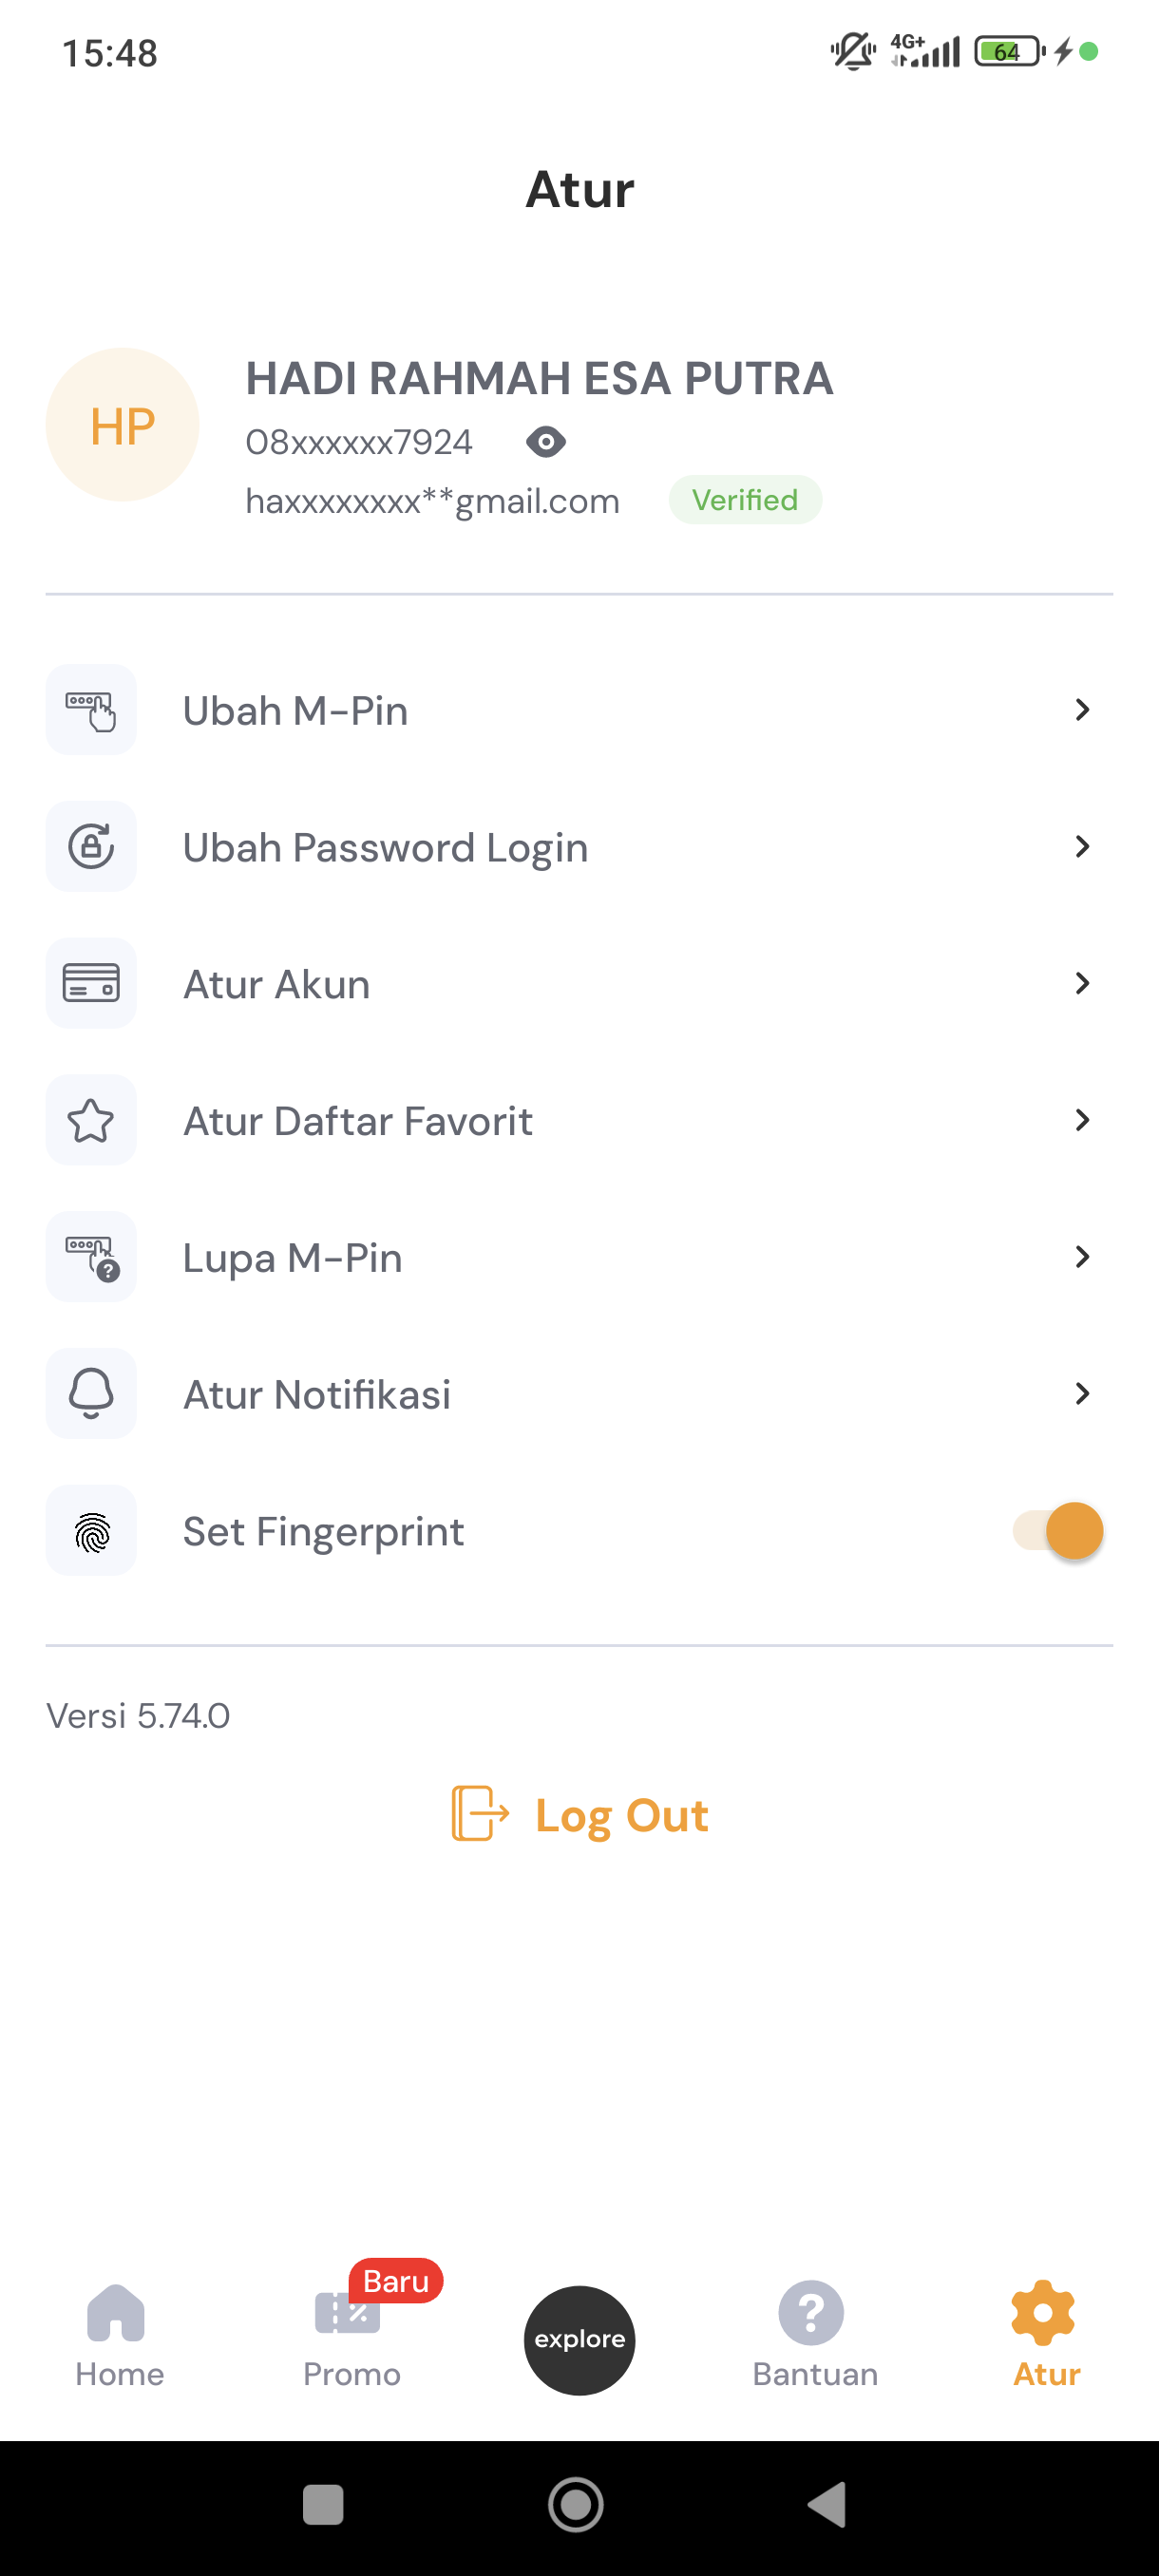 15:48
4G+
64
Atur
HP
HADI RAHMAH ESA PUTRA
08xxxxxx7924
haxxxxxxxxx**gmail.com
Verified
Ubah M-Pin
Ubah Password Login
Atur Akun
Atur Daftar Favorit
Lupa M-Pin
Atur Notifikasi
Set Fingerprint
Versi 5.74.0
Log Out
Baru
Home
Promo
explore
Bantuan
Atur